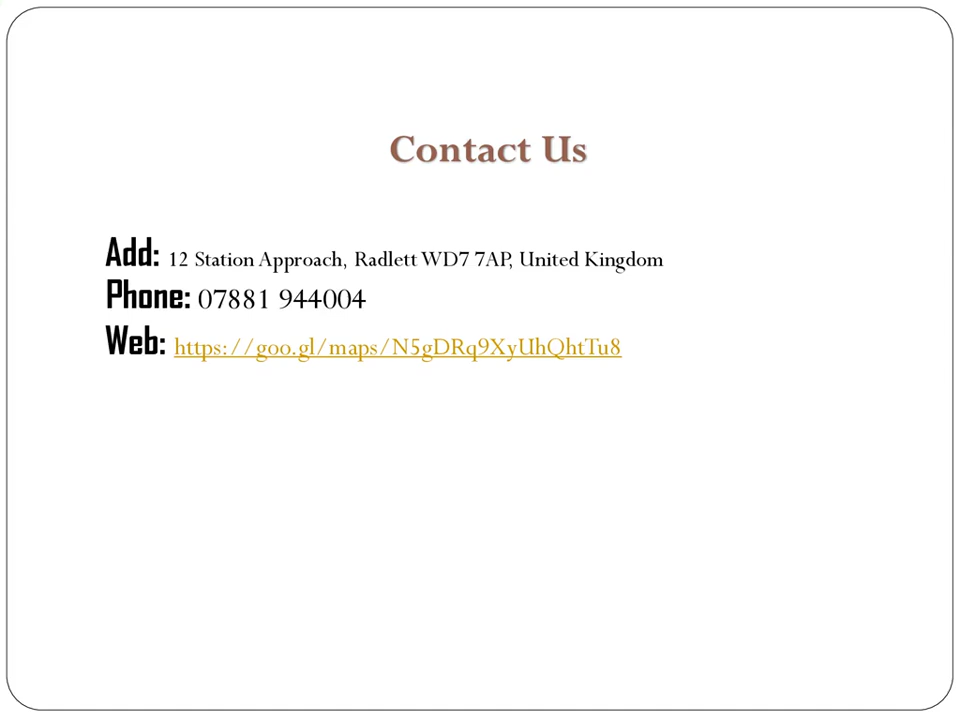 Contact Us
Add: 12 Station Approach, Radlett WD7 7AP, United Kingdom
Phone: 07881 944004
Web: https://goo.gl/maps/N5gDRq9XyUhQhtTu8